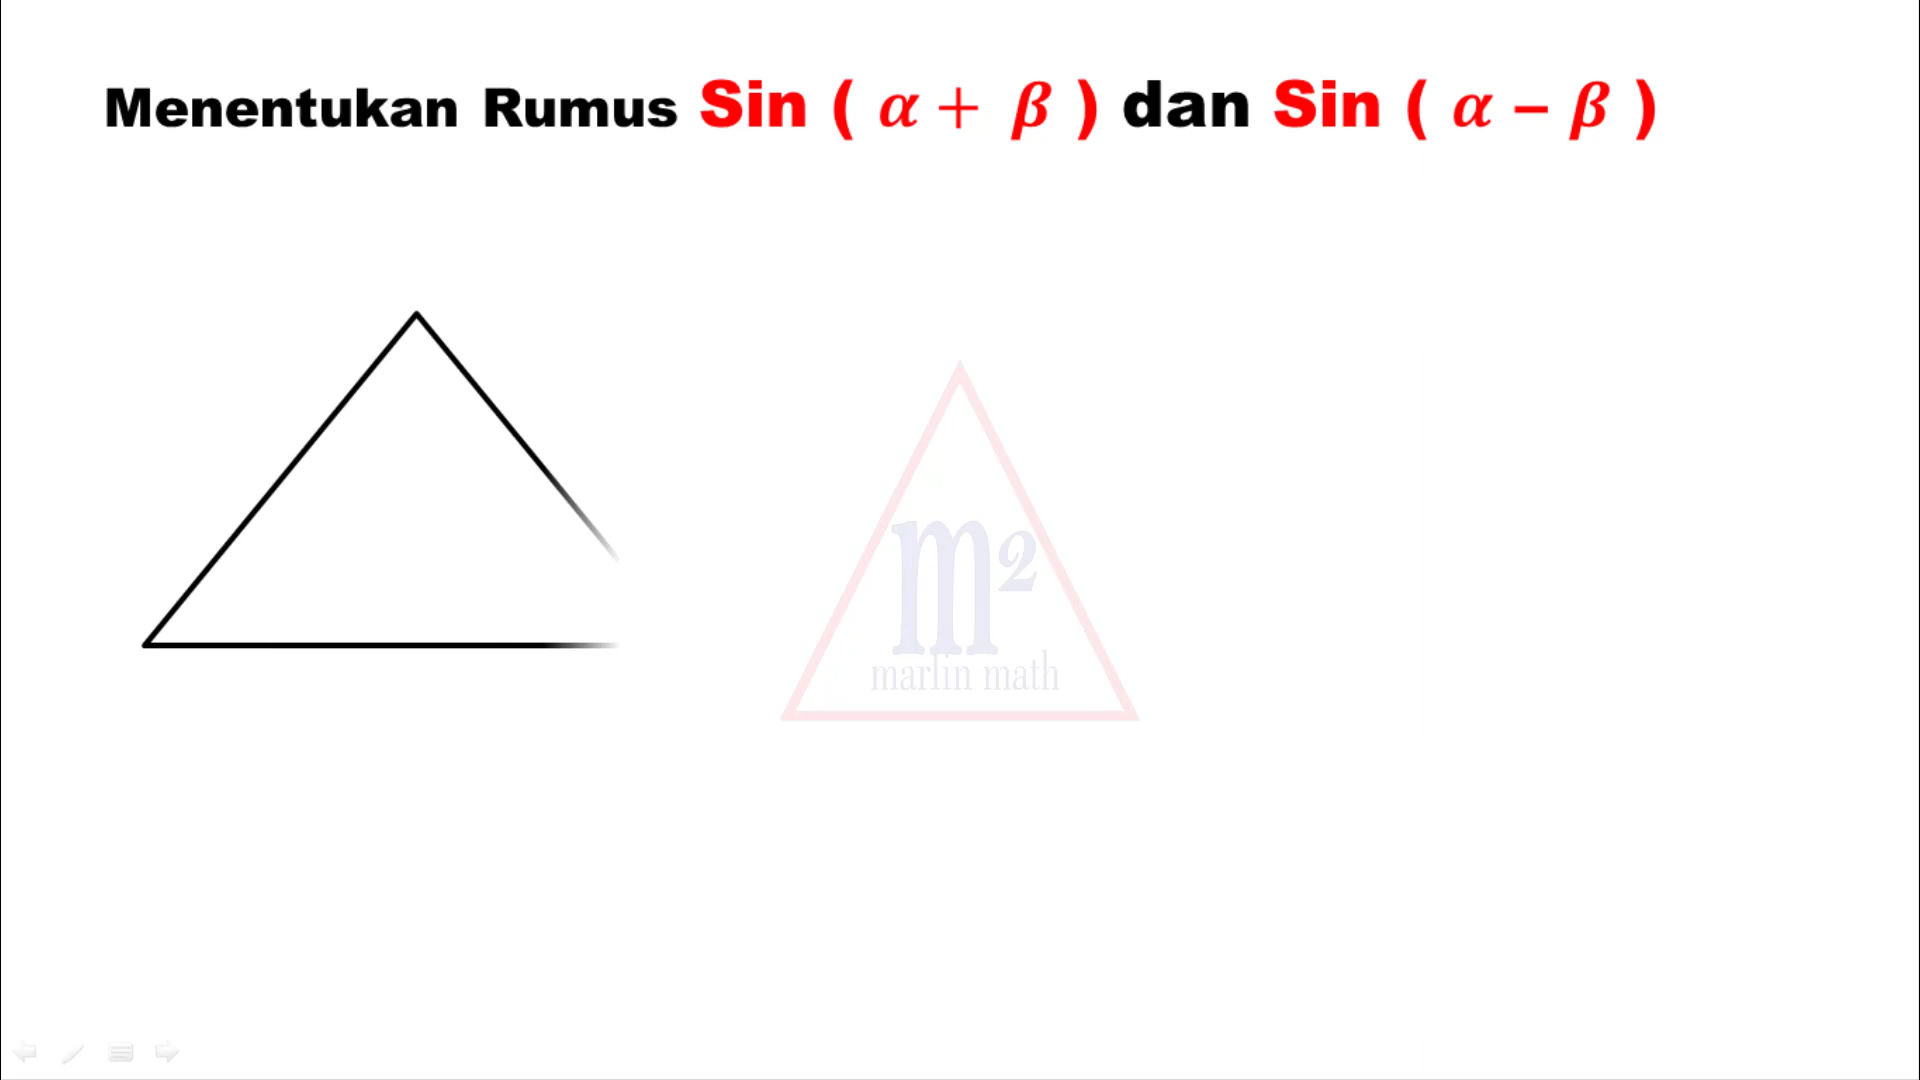 Menentukan Rumus Sin ( α + β ) dan Sin ( α – β )
m²
marlin math